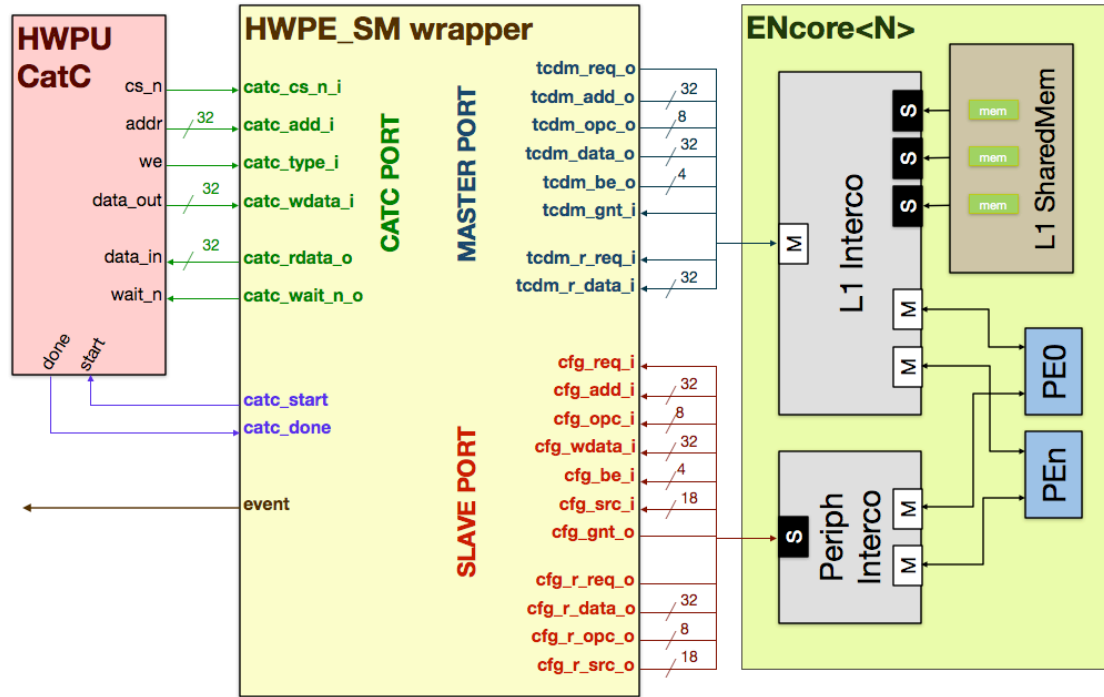 HWPU
CatC
cs_n
addr
32
we
data_out
32
data_in
32
wait_n
done
start
HWPE_SM wrapper
catc_cs_n_i
catc_add_i
catc_type_i
catc_wdata_i
catc_rdata_o
catc_wait_n_o
CATC PORT
catc_start
catc_done
event
MASTER PORT
tcdm_req_o
tcdm_add_o
32
tcdm_opc_o
8
tcdm_data_o
32
tcdm_be_o
4
tcdm_gnt_i
tcdm_r_req_i
tcdm_r_data_i
32
SLAVE PORT
cfg_req_i
cfg_add_i
32
cfg_opc_i
8
cfg_wdata_i
32
cfg_be_i
4
cfg_src_i
18
cfg_gnt_o
cfg_r_req_o
cfg_r_data_o
32
cfg_r_opc_o
8
cfg_r_src_o
18
ENcore<N>
L1 Interco
M
S
S
S
M
M
mem
mem
mem
L1 SharedMem
PE0
PEn
Periph
Interco
S
M
M